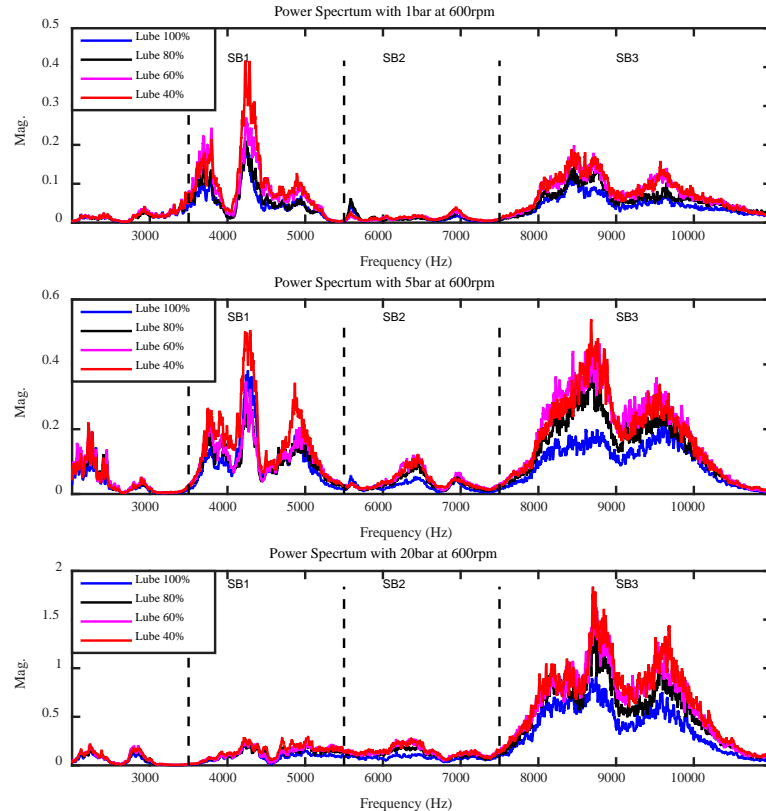 Power Specrtum with 1bar at 600rpm
0.5
0.4
0.3
0.2
0.1
0
Mag.
Lube 100%
Lube 80%
Lube 60%
Lube 40%
SB1
SB2
SB3
3000 4000 5000 6000 7000 8000 9000 10000
Frequency (Hz)
Power Specrtum with 5bar at 600rpm
0.6
0.4
0.2
0
Mag.
Lube 100%
Lube 80%
Lube 60%
Lube 40%
SB1
SB2
SB3
3000 4000 5000 6000 7000 8000 9000 10000
Frequency (Hz)
Power Specrtum with 20bar at 600rpm
2
1.5
1
0.5
0
Mag.
Lube 100%
Lube 80%
Lube 60%
Lube 40%
SB1
SB2
SB3
3000 4000 5000 6000 7000 8000 9000 10000
Frequency (Hz)